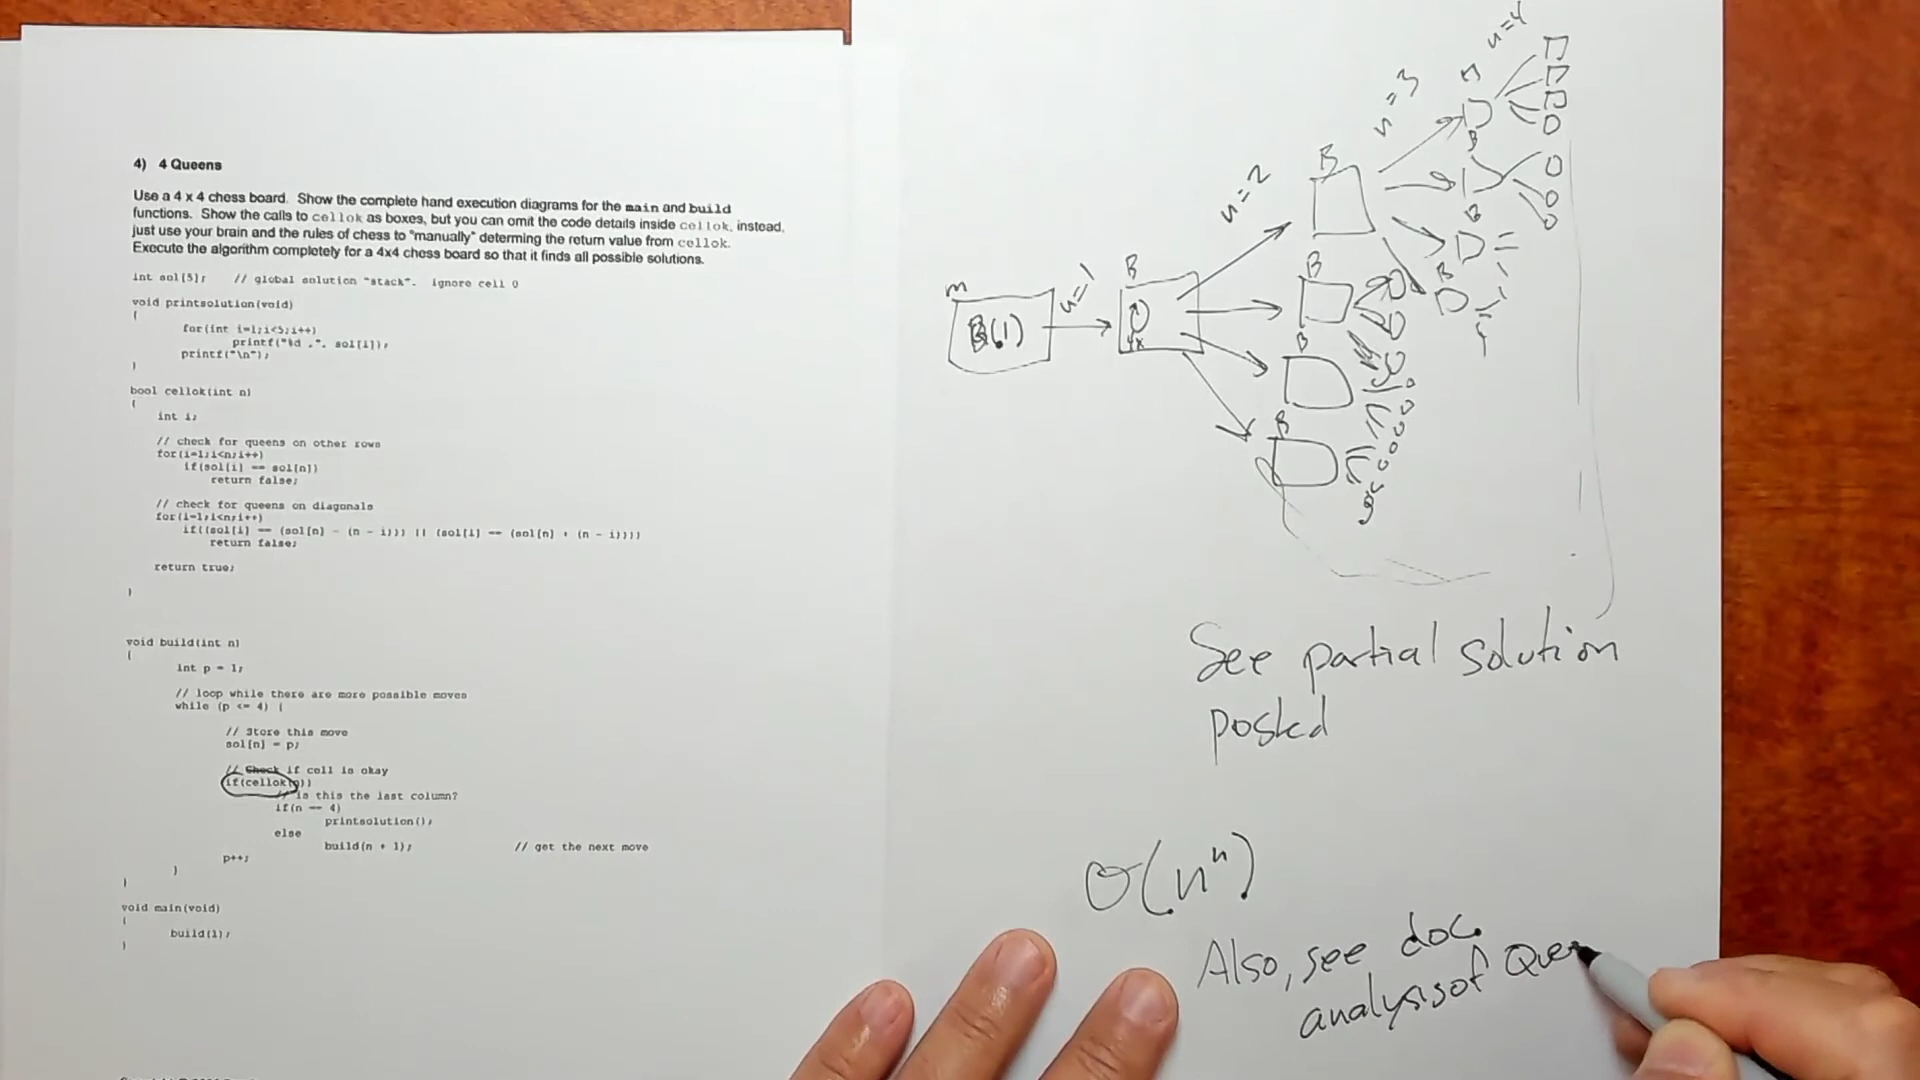 4) 4 Queens
Use a 4 x 4 chess board. Show the complete hand execution diagrams for the main and build
functions. Show the calls to cellok as boxes, but you can omit the code details inside cellok, instead,
just use your brain and the rules of chess to "manually" determing the return value from cellok.
Execute the algorithm completely for a 4x4 chess board so that it finds all possible solutions.
int sol[5]; // global solution "stack". ignore cell 0
void printsolution(void)
{
for(int i=1;i<5;i++)
printf("%d ,", sol[i]);
printf("\n");
}
bool cellok(int n)
{
int i;
// check for queens on other rows
for(i=1;i<n;i++)
if(sol[i] == sol[n])
return false;
// check for queens on diagonals
for(i=1;i<n;i++)
if((sol[i] == (sol[n] - (n - i))) || (sol[i] == (sol[n] + (n - i))))
return false;
return true;
}
void build(int n)
{
int p = 1;
// loop while there are more possible moves
while (p <= 4) {
// Store this move
sol[n] = p;
// Check if cell is okay
if(cellok(n))
// is this the last column?
if(n == 4)
printsolution();
else
build(n + 1); // get the next move
p++;
}
}
void main(void)
{
build(1);
}
m
B(1)
n=1
B
4x
n=2
B
B
B
B
n=3
B
B
B
n=4
See partial solution
posted
O(n^n)
Also, see doc.
analysis of Que